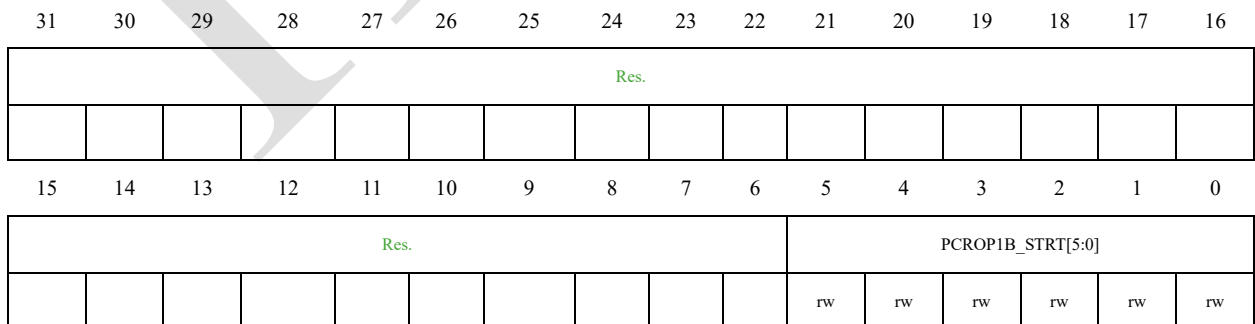 31 30 29 28 27 26 25 24 23 22 21 20 19 18 17 16
Res.
15 14 13 12 11 10 9 8 7 6 5 4 3 2 1 0
Res. PCROP1B_STRT[5:0]
rw rw rw rw rw rw